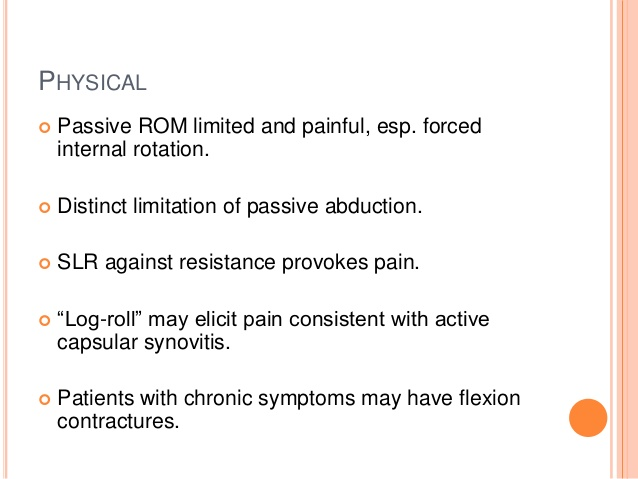 PHYSICAL
Passive ROM limited and painful, esp. forced
internal rotation.
Distinct limitation of passive abduction.
SLR against resistance provokes pain.
“Log-roll” may elicit pain consistent with active
capsular synovitis.
Patients with chronic symptoms may have flexion
contractures.